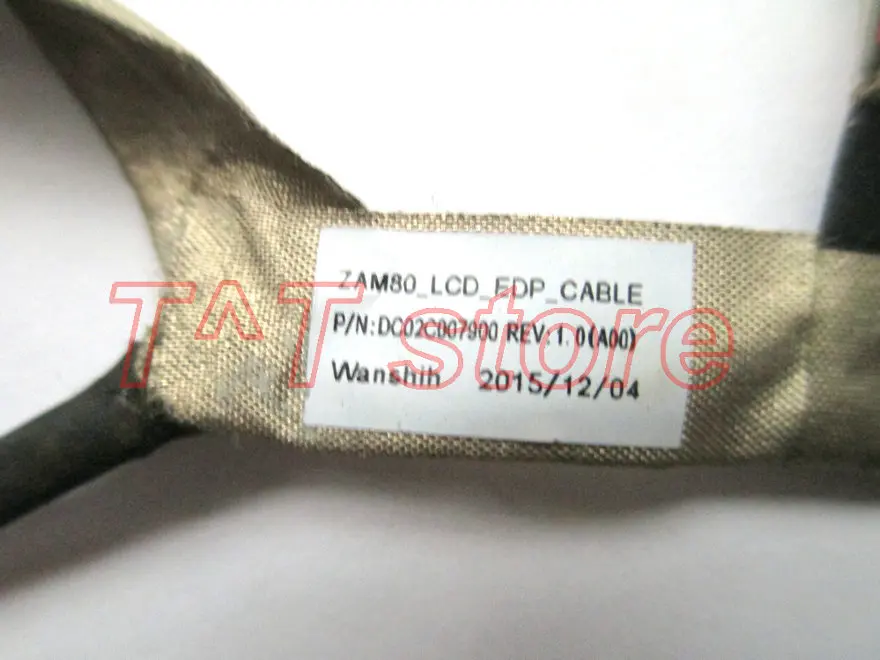 ZAM80_LCD_EDP_CABLE
P/N:DC02C007900 REV:1.0(A00)
Wanshih 2015/12/04
TAT store